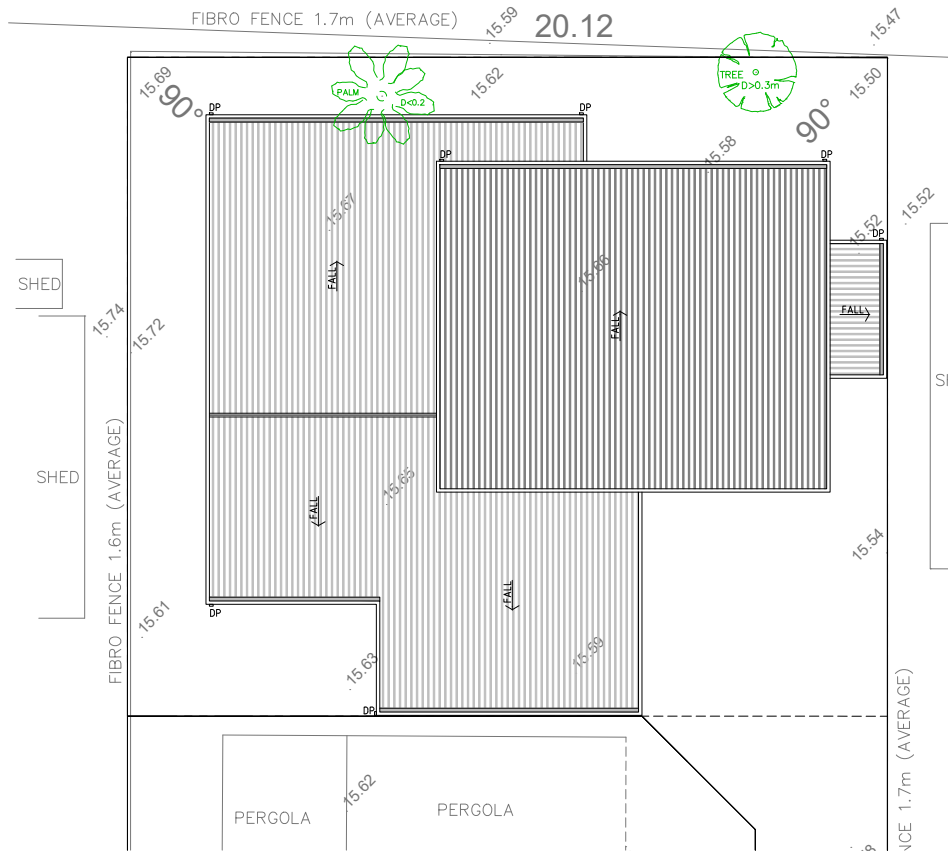 FIBRO FENCE 1.7m (AVERAGE)
15.59
20.12
15.47
15.69
90°
PALM
D<0.2
15.62
TREE
D>0.3m
15.50
90°
DP
DP
DP
DP
15.58
15.52
15.52
DP
15.67
FALL
15.66
FALL
FALL
SHED
15.74
15.72
SHED
FIBRO FENCE 1.6m (AVERAGE)
15.65
FALL
FALL
15.54
15.61
DP
15.63
15.59
DP
15.62
PERGOLA
PERGOLA
1.7m (AVERAGE)